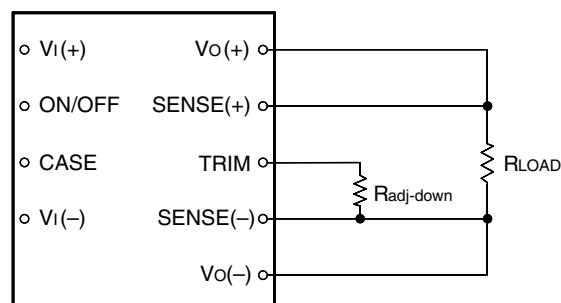 VI(+)
VO(+)
ON/OFF
SENSE(+)
CASE
TRIM
RLOAD
Radj-down
VI(–)
SENSE(–)
VO(–)